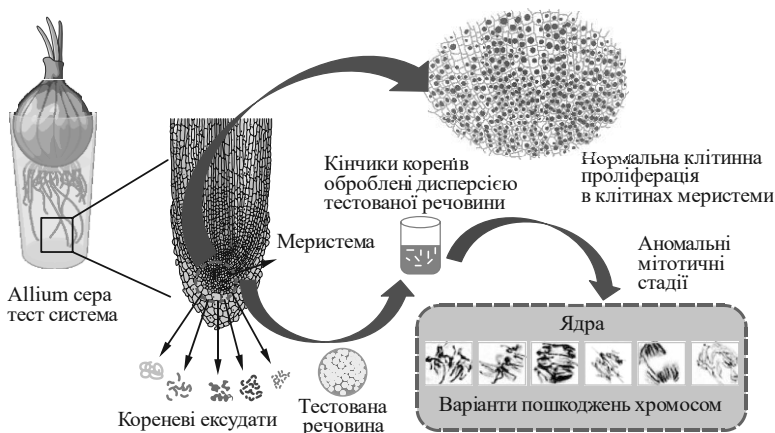 Кінчики коренів
оброблені дисперсією
тестованої речовини
Нормальна клітинна
проліферація
в клітинах меристеми
Меристема
Аномальні
мітотичні
стадії
Allium сера
тест система
Ядра
Варіанти пошкоджень хромосом
Кореневі ексудати
Тестована
речовина